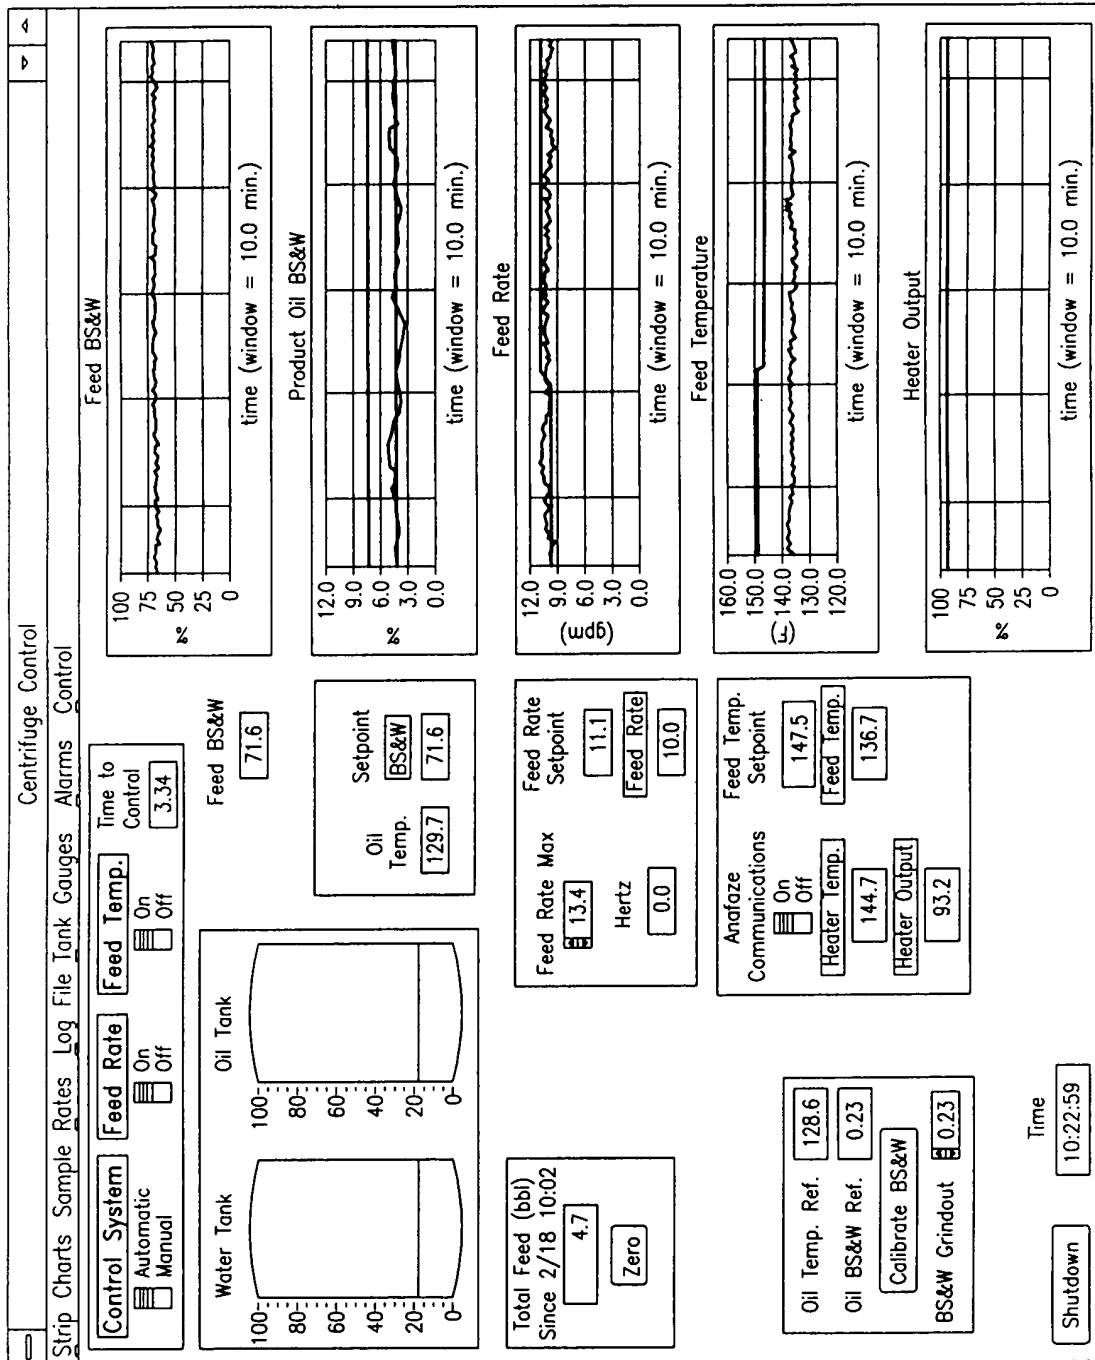 Centrifuge Control
Strip Charts Sample Rates Log File Tank Gauges Alarms Control
Control System
Automatic
Manual
Feed Rate
On
Off
Feed Temp.
On
Off
Time to
Control
3.34
Water Tank
100
80
60
40
20
0
Oil Tank
100
80
60
40
20
0
Feed BS&W
71.6
Oil
Temp.
129.7
Setpoint
BS&W
71.6
Total Feed (bbl)
Since 2/18 10:02
4.7
Zero
Feed Rate Max
13.4
Hertz
0.0
Feed Rate
Setpoint
11.1
Feed Rate
10.0
Oil Temp. Ref.
128.6
Oil BS&W Ref.
0.23
Calibrate BS&W
BS&W Grindout
0.23
Anafaze
Communications
On
Off
Heater Temp.
144.7
Heater Output
93.2
Feed Temp.
Setpoint
147.5
Feed Temp.
136.7
Shutdown
Time
10:22:59
Feed BS&W
%
100
75
50
25
0
time (window = 10.0 min.)
Product Oil BS&W
%
12.0
9.0
6.0
3.0
0.0
time (window = 10.0 min.)
Feed Rate
(gpm)
12.0
9.0
6.0
3.0
0.0
time (window = 10.0 min.)
Feed Temperature
(F)
160.0
150.0
140.0
130.0
120.0
time (window = 10.0 min.)
Heater Output
%
100
75
50
25
0
time (window = 10.0 min.)